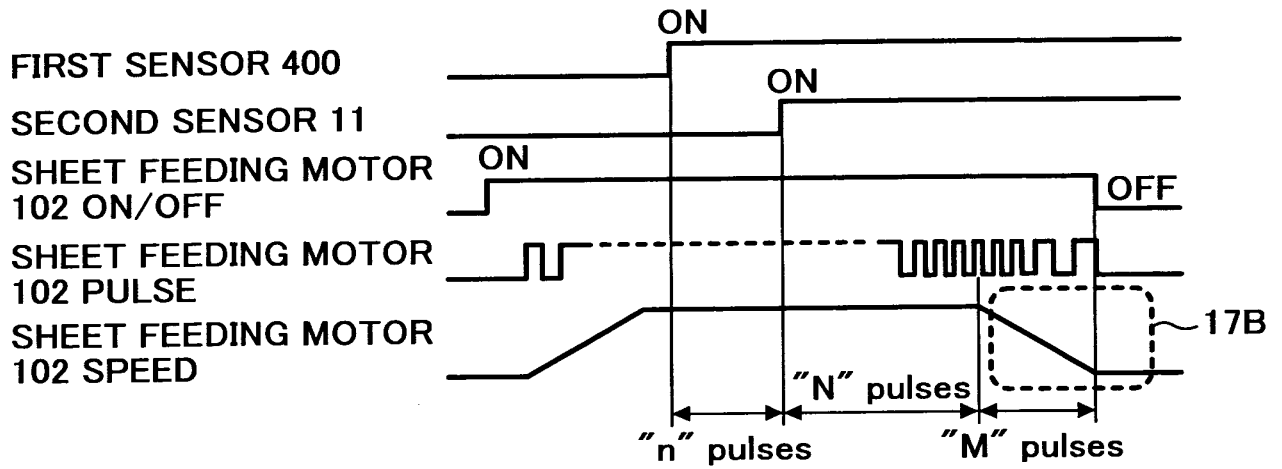 ON
FIRST SENSOR 400
ON
SECOND SENSOR 11
SHEET FEEDING MOTOR
102 ON/OFF
ON
OFF
SHEET FEEDING MOTOR
102 PULSE
SHEET FEEDING MOTOR
102 SPEED
17B
"N" pulses
"n" pulses
"M" pulses